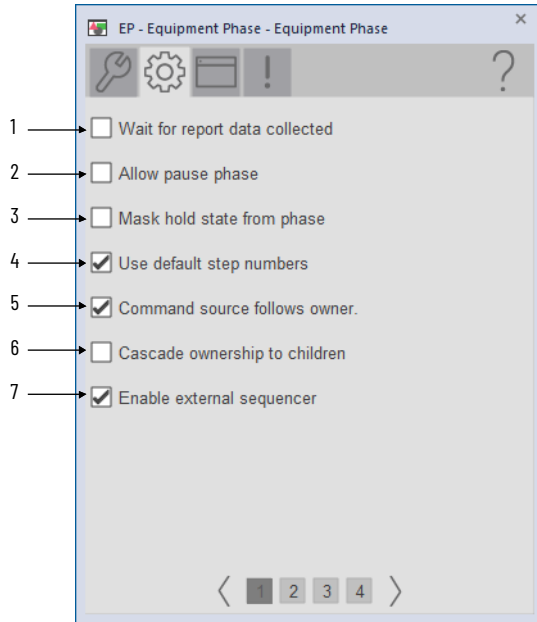 EP - Equipment Phase - Equipment Phase
1 Wait for report data collected
2 Allow pause phase
3 Mask hold state from phase
4 Use default step numbers
5 Command source follows owner.
6 Cascade ownership to children
7 Enable external sequencer
1 2 3 4